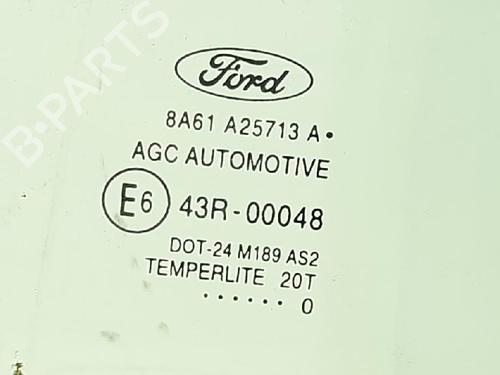 B-PARTS
Ford
8A61 A25713 A•
AGC AUTOMOTIVE
E6 43R-00048
DOT-24 M189 AS2
TEMPERLITE 20T
...... 0